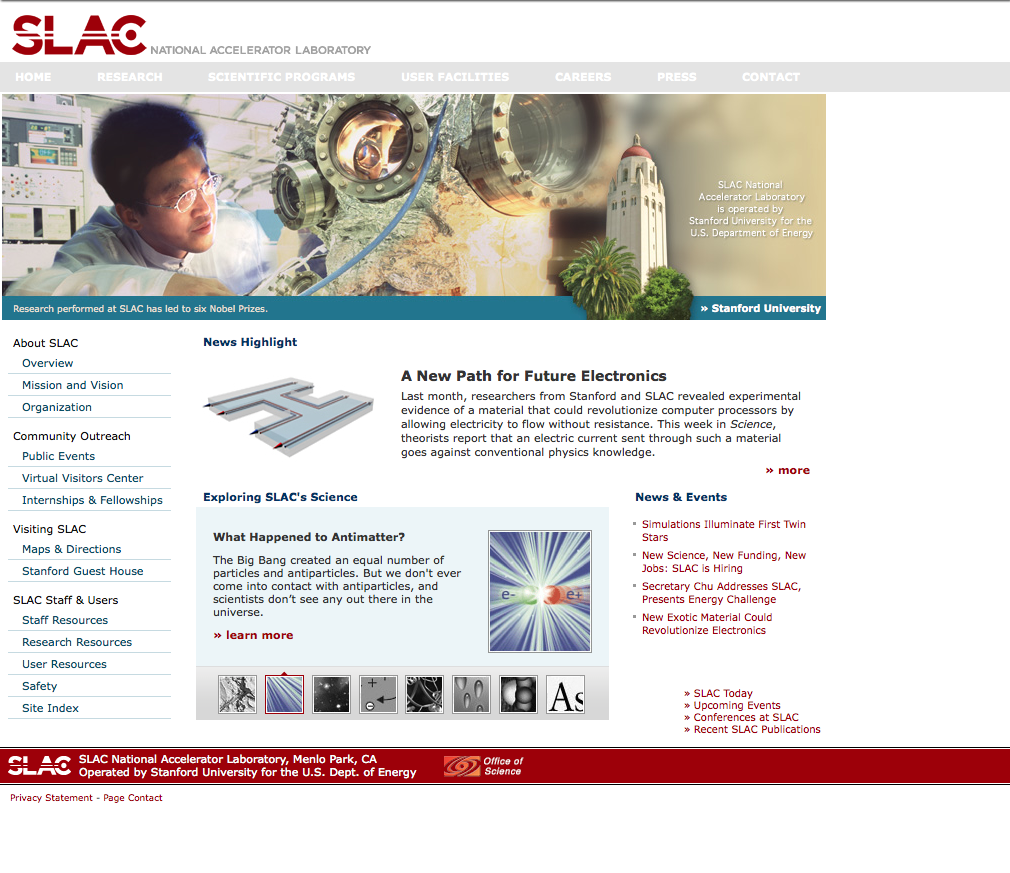 SLAC NATIONAL ACCELERATOR LABORATORY
HOME RESEARCH SCIENTIFIC PROGRAMS USER FACILITIES CAREERS PRESS CONTACT
SLAC National
Accelerator Laboratory
is operated by
Stanford University for the
U.S. Department of Energy
Research performed at SLAC has led to six Nobel Prizes.
» Stanford University
About SLAC
Overview
Mission and Vision
Organization
Community Outreach
Public Events
Virtual Visitors Center
Internships & Fellowships
Visiting SLAC
Maps & Directions
Stanford Guest House
SLAC Staff & Users
Staff Resources
Research Resources
User Resources
Safety
Site Index
News Highlight
A New Path for Future Electronics
Last month, researchers from Stanford and SLAC revealed experimental
evidence of a material that could revolutionize computer processors by
allowing electricity to flow without resistance. This week in Science,
theorists report that an electric current sent through such a material
goes against conventional physics knowledge.
» more
Exploring SLAC's Science
What Happened to Antimatter?
The Big Bang created an equal number of
particles and antiparticles. But we don't ever
come into contact with antiparticles, and
scientists don’t see any out there in the
universe.
» learn more
e- e+
As
News & Events
Simulations Illuminate First Twin
Stars
New Science, New Funding, New
Jobs: SLAC is Hiring
Secretary Chu Addresses SLAC,
Presents Energy Challenge
New Exotic Material Could
Revolutionize Electronics
» SLAC Today
» Upcoming Events
» Conferences at SLAC
» Recent SLAC Publications
SLAC
SLAC National Accelerator Laboratory, Menlo Park, CA
Operated by Stanford University for the U.S. Dept. of Energy
Office of
Science
Privacy Statement - Page Contact